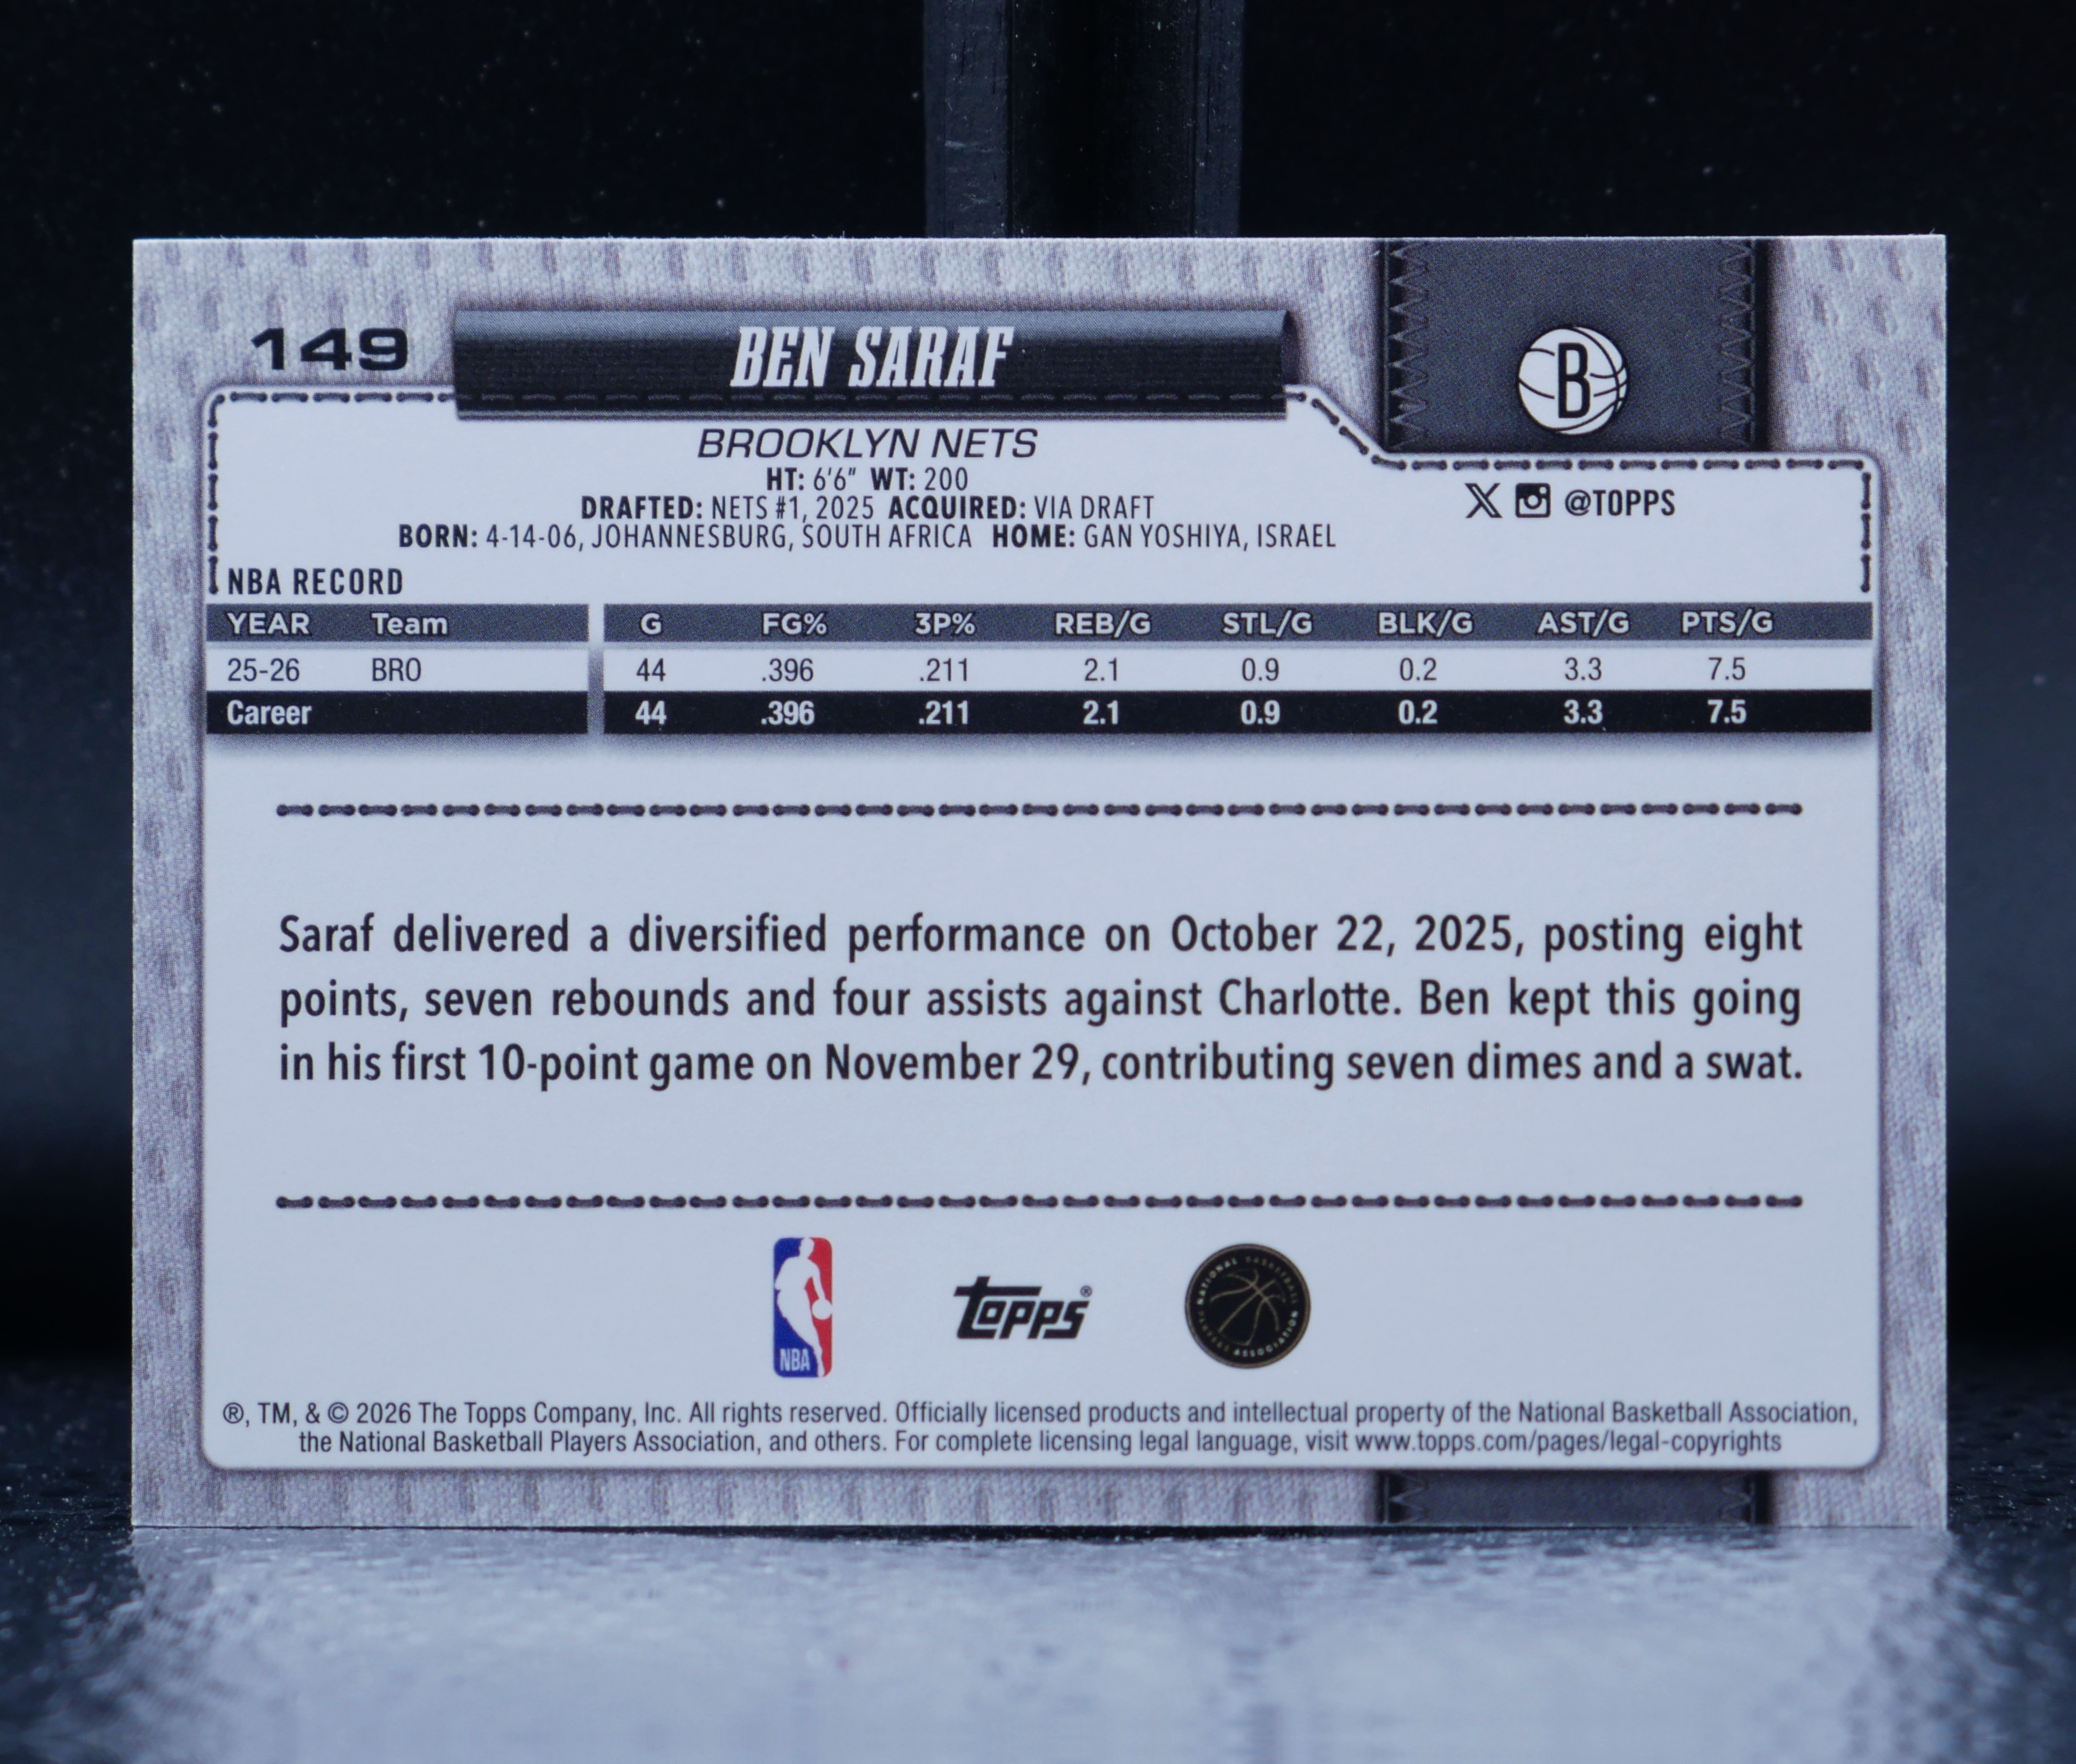 149
BEN SARAF
B
BROOKLYN NETS
HT: 6'6" WT: 200
DRAFTED: NETS #1, 2025 ACQUIRED: VIA DRAFT
@TOPPS
BORN: 4-14-06, JOHANNESBURG, SOUTH AFRICA HOME: GAN YOSHIYA, ISRAEL
NBA RECORD
YEAR Team G FG% 3P% REB/G STL/G BLK/G AST/G PTS/G
25-26 BRO 44 .396 .211 2.1 0.9 0.2 3.3 7.5
Career 44 .396 .211 2.1 0.9 0.2 3.3 7.5
Saraf delivered a diversified performance on October 22, 2025, posting eight
points, seven rebounds and four assists against Charlotte. Ben kept this going
in his first 10-point game on November 29, contributing seven dimes and a swat.
NBA
topps®
NATIONAL BASKETBALL
PLAYERS ASSOCIATION
®, TM, & © 2026 The Topps Company, Inc. All rights reserved. Officially licensed products and intellectual property of the National Basketball Association,
the National Basketball Players Association, and others. For complete licensing legal language, visit www.topps.com/pages/legal-copyrights